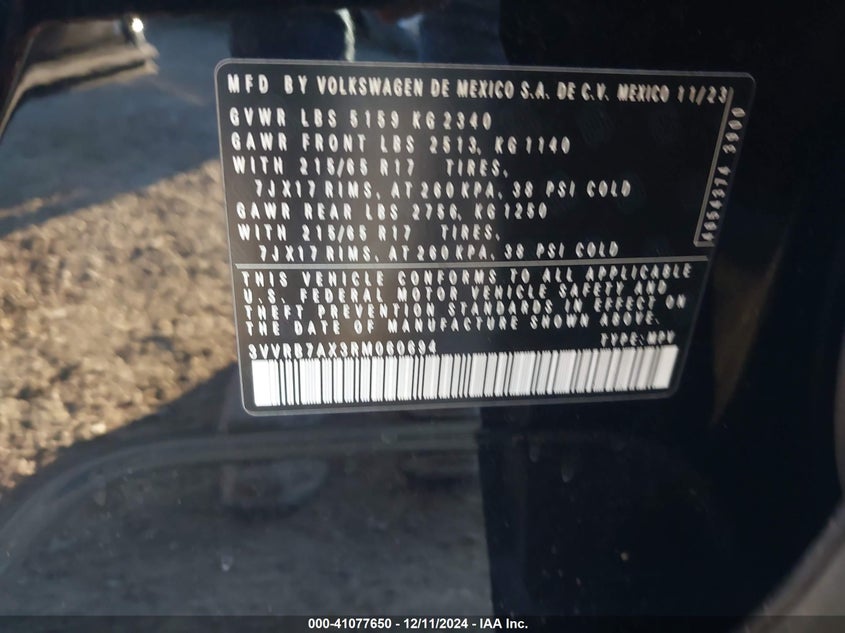 MFD BY VOLKSWAGEN DE MEXICO S.A. DE C.V. MEXICO 11/23
GVWR LBS 5159 KG 2340
GAWR FRONT LBS 2513, KG 1140
WITH 215/65 R17 TIRES,
7JX17 RIMS, AT 260 KPA, 38 PSI COLD
GAWR REAR LBS 2756, KG 1250
WITH 215/65 R17 TIRES,
7JX17 RIMS, AT 260 KPA, 38 PSI COLD
THIS VEHICLE CONFORMS TO ALL APPLICABLE
U.S. FEDERAL MOTOR VEHICLE SAFETY AND
THEFT PREVENTION STANDARDS IN EFFECT ON
THE DATE OF MANUFACTURE SHOWN ABOVE.
3VVRB7AX3RM060694 TYPE: MPV
000-41077650 - 12/11/2024 - IAA Inc.